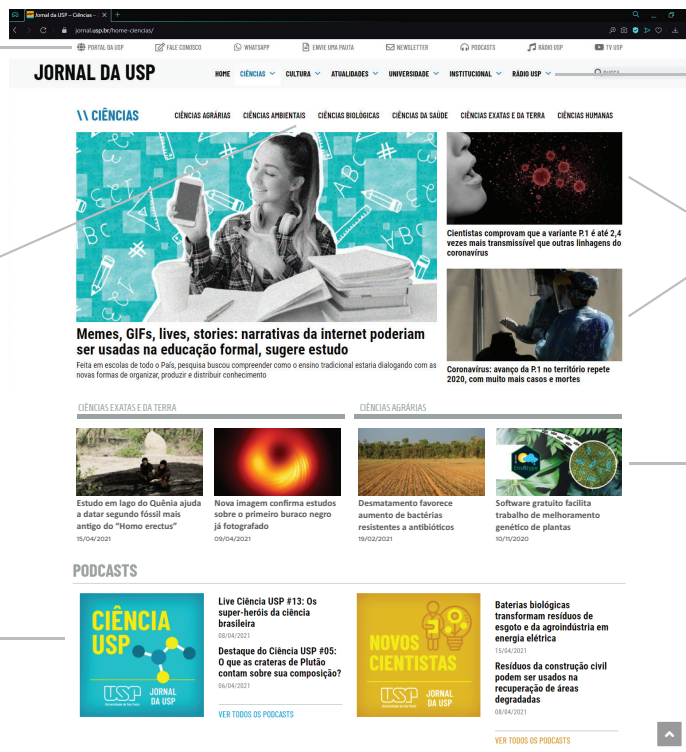 Jornal da USP – Ciências –
jornal.usp.br/home-ciencias/
PORTAL DA USP
FALE CONOSCO
WHATSAPP
ENVIE UMA PAUTA
NEWSLETTER
PODCASTS
RÁDIO USP
TV USP
JORNAL DA USP
HOME
CIÊNCIAS
CULTURA
ATUALIDADES
UNIVERSIDADE
INSTITUCIONAL
RÁDIO USP
\\ CIÊNCIAS
CIÊNCIAS AGRÁRIAS
CIÊNCIAS AMBIENTAIS
CIÊNCIAS BIOLÓGICAS
CIÊNCIAS DA SAÚDE
CIÊNCIAS EXATAS E DA TERRA
CIÊNCIAS HUMANAS
Memes, GIFs, lives, stories: narrativas da internet poderiam
ser usadas na educação formal, sugere estudo
Feita em escolas de todo o País, pesquisa buscou compreender como o ensino tradicional estaria dialogando com as
novas formas de organizar, produzir e distribuir conhecimento
Cientistas comprovam que a variante P.1 é até 2,4
vezes mais transmissível que outras linhagens do
coronavírus
Coronavírus: avanço da P.1 no território repete
2020, com muito mais casos e mortes
CIÊNCIAS EXATAS E DA TERRA
Estudo em lago do Quênia ajuda
a datar segundo fóssil mais
antigo do “Homo erectus”
15/04/2021
Nova imagem confirma estudos
sobre o primeiro buraco negro
já fotografado
09/04/2021
CIÊNCIAS AGRÁRIAS
Desmatamento favorece
aumento de bactérias
resistentes a antibióticos
19/02/2021
EnvRtype
Software gratuito facilita
trabalho de melhoramento
genético de plantas
10/11/2020
PODCASTS
CIÊNCIA
USP
USP
JORNAL
DA USP
Live Ciência USP #13: Os
super-heróis da ciência
brasileira
08/04/2021
Destaque do Ciência USP #05:
O que as crateras de Plutão
contam sobre sua composição?
06/04/2021
VER TODOS OS PODCASTS
NOVOS
CIENTISTAS
USP
JORNAL
DA USP
Baterias biológicas
transformam resíduos de
esgoto e da agroindústria em
energia elétrica
15/04/2021
Resíduos da construção civil
podem ser usados na
recuperação de áreas
degradadas
08/04/2021
VER TODOS OS PODCASTS